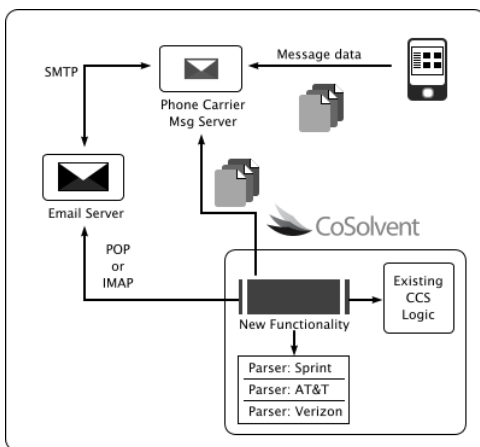 Message data
SMTP
Phone Carrier
Msg Server
Email Server
CoSolvent
POP
or
IMAP
Existing
CCS
Logic
New Functionality
Parser: Sprint
Parser: AT&T
Parser: Verizon